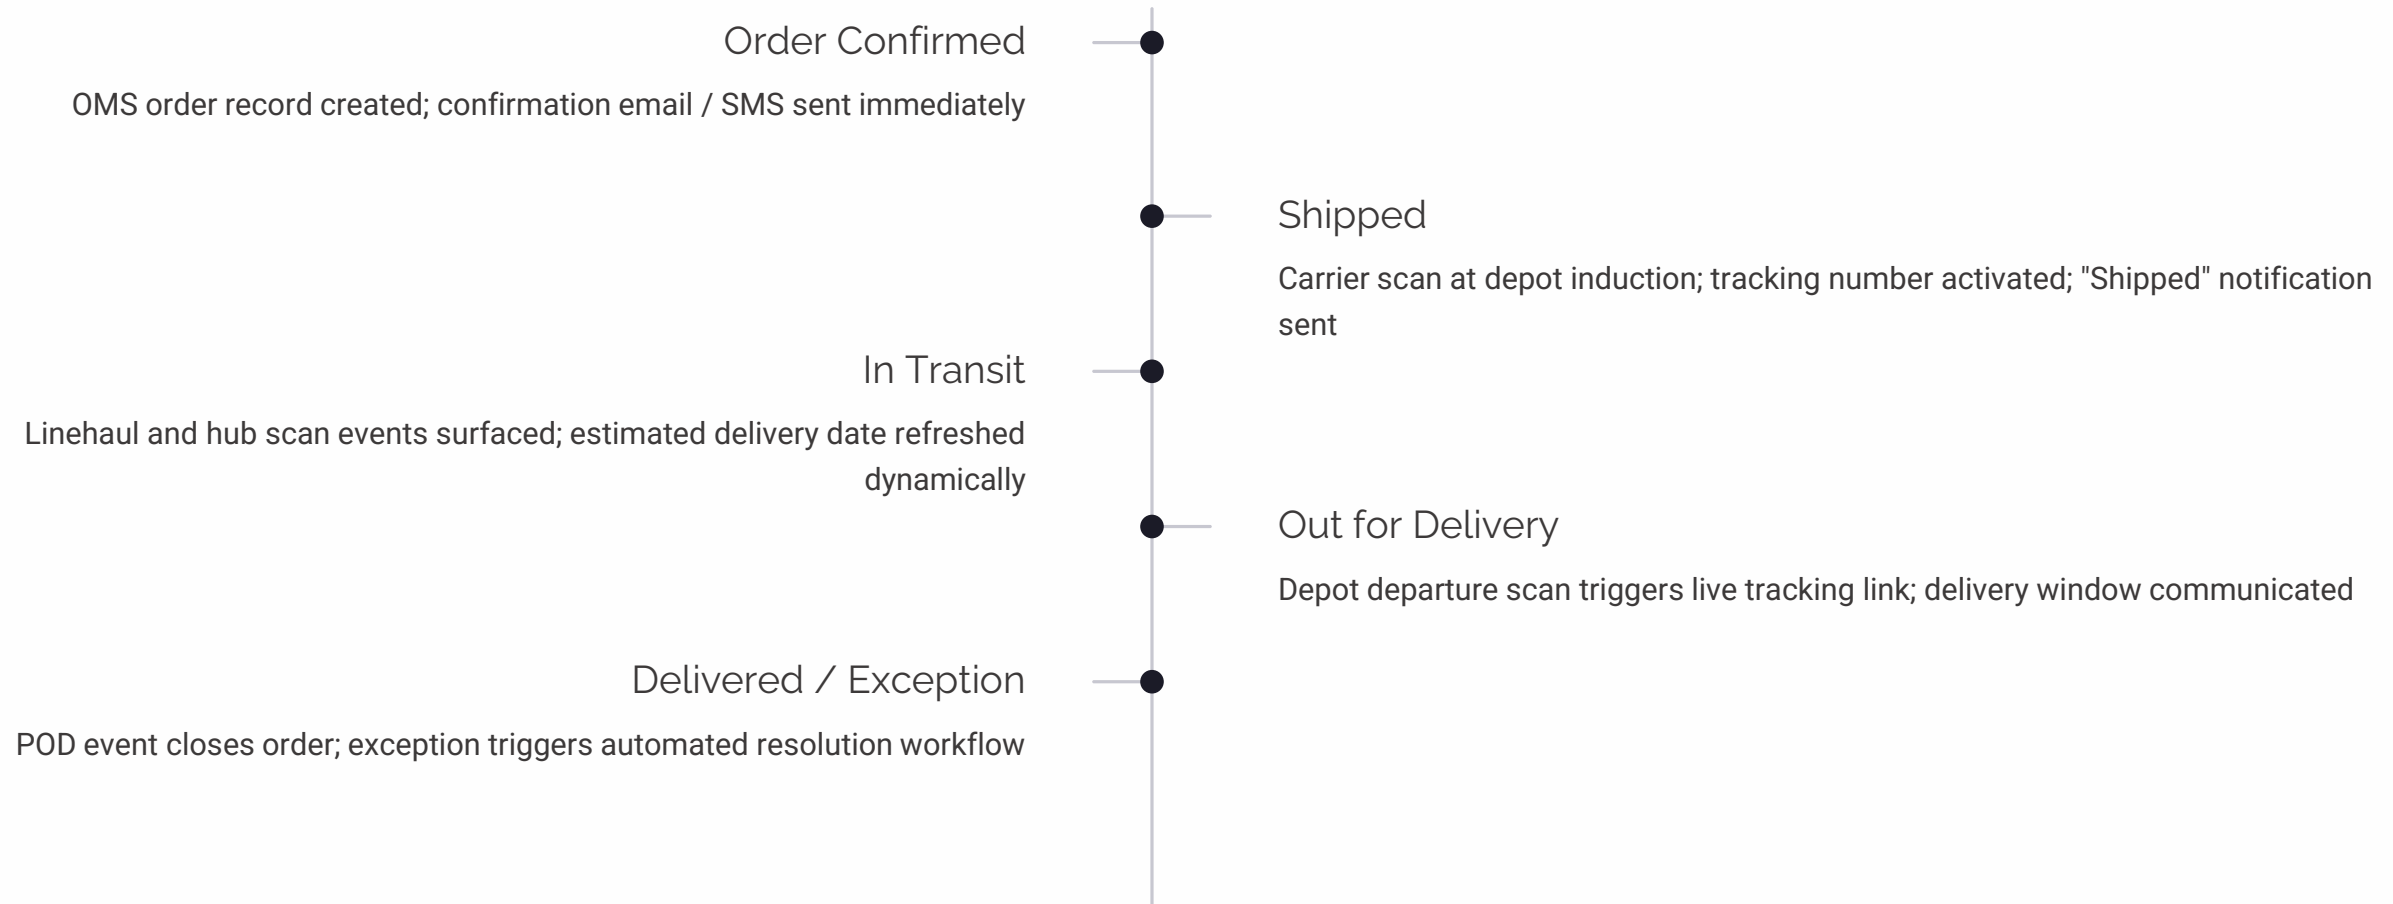 Order Confirmed
OMS order record created; confirmation email / SMS sent immediately
Shipped
Carrier scan at depot induction; tracking number activated; "Shipped" notification
sent
In Transit
Linehaul and hub scan events surfaced; estimated delivery date refreshed
dynamically
Out for Delivery
Depot departure scan triggers live tracking link; delivery window communicated
Delivered / Exception
POD event closes order; exception triggers automated resolution workflow